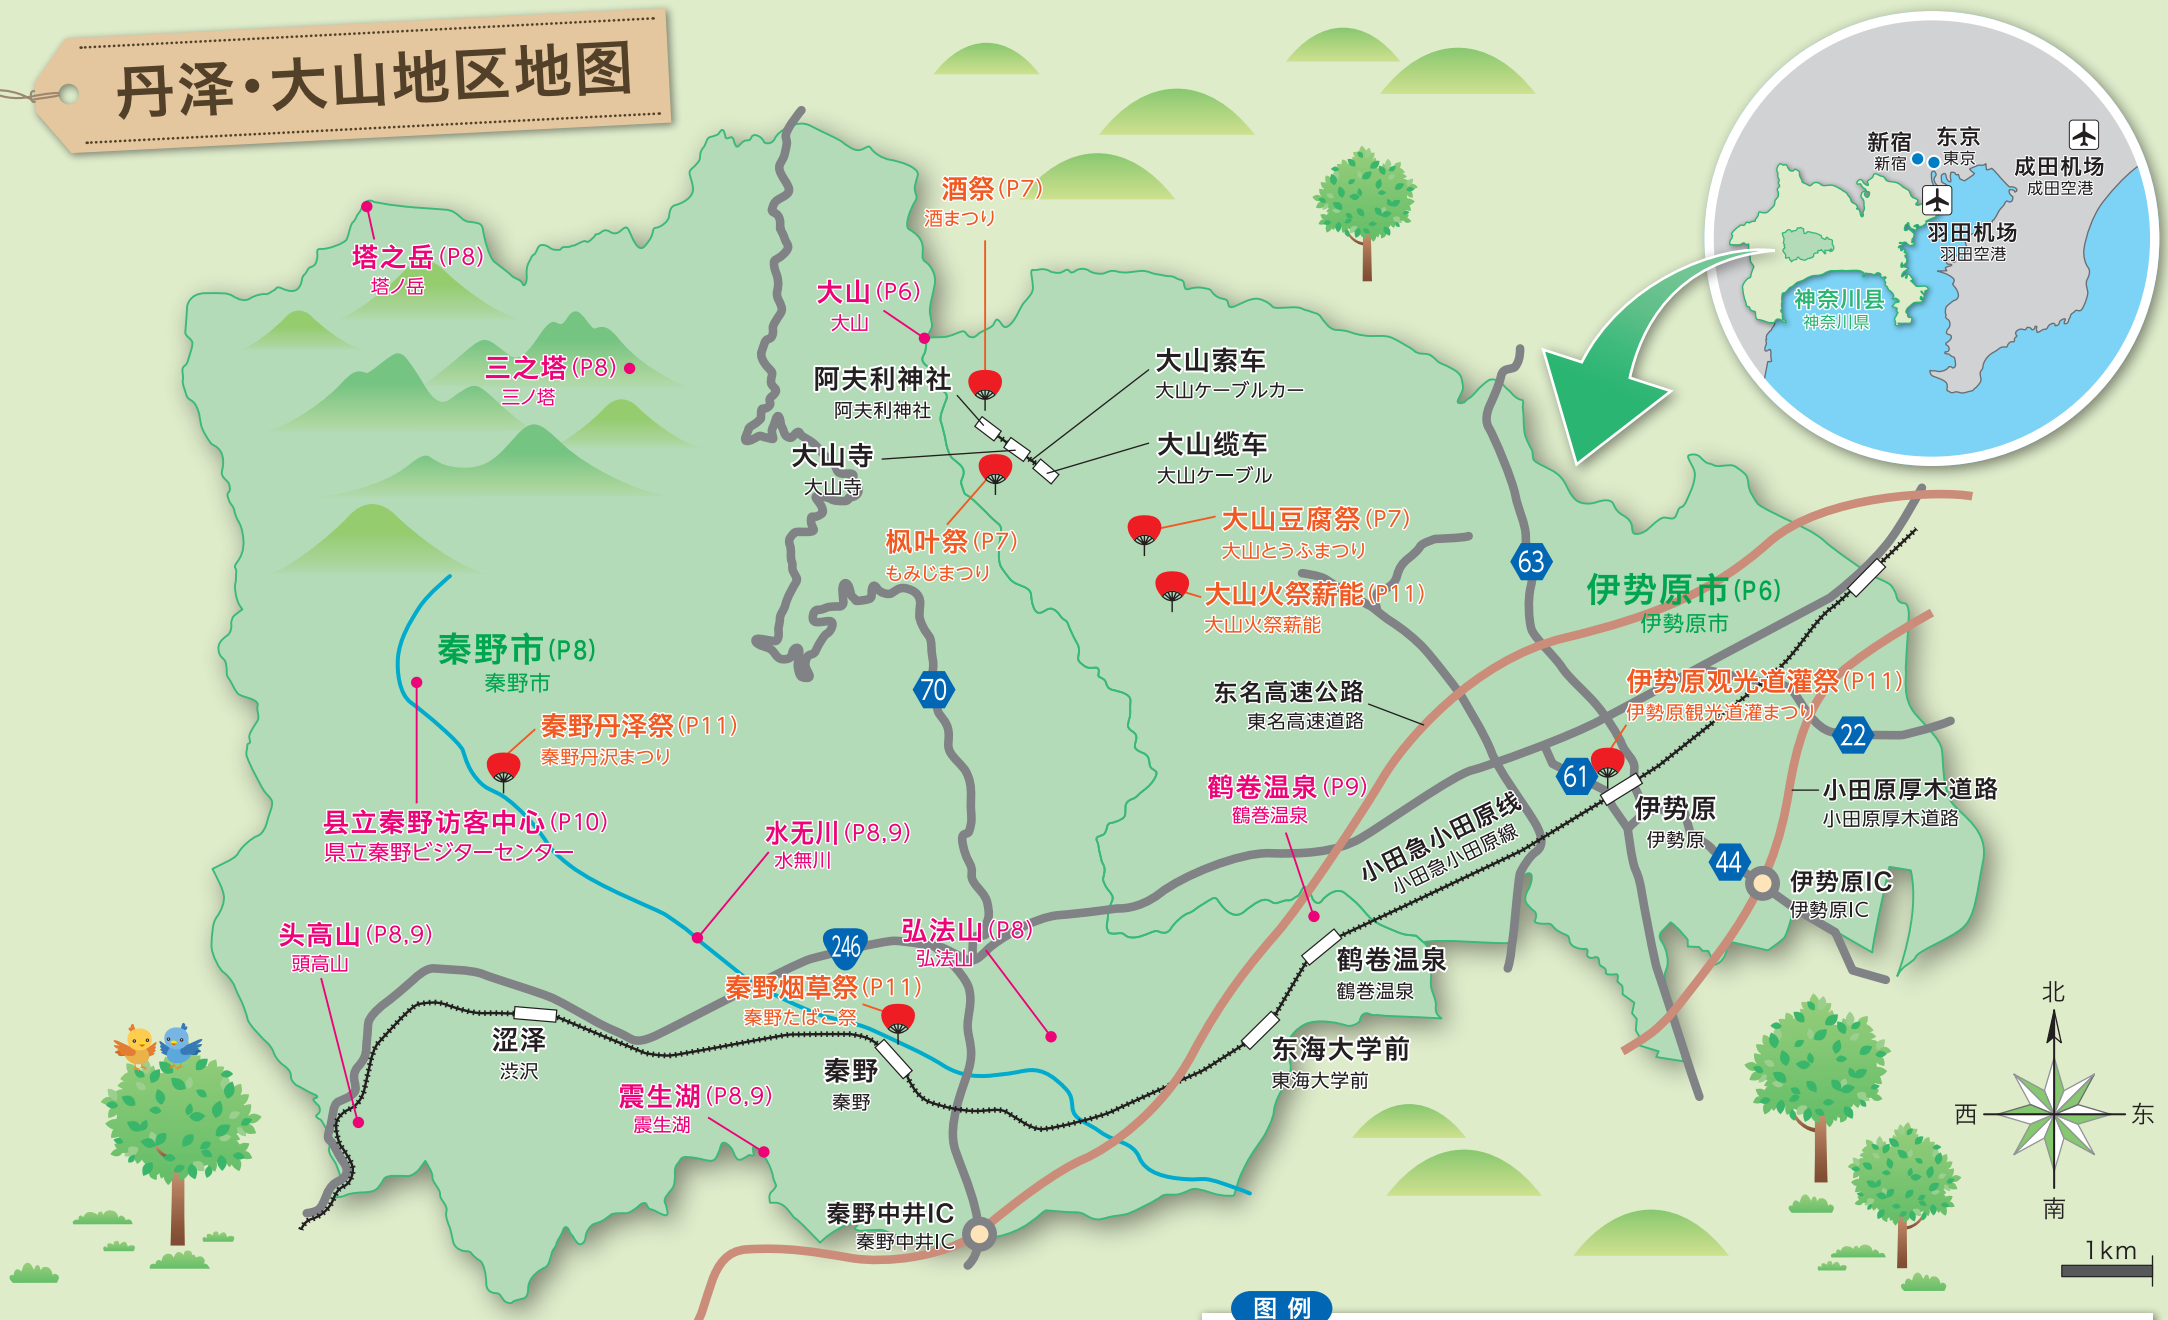 丹泽·大山地区地图
新宿
新宿
东京
東京
成田机场
成田空港
羽田机场
羽田空港
神奈川县
神奈川県
酒祭(P7)
酒まつり
塔之岳(P8)
塔ノ岳
大山(P6)
大山
三之塔(P8)
三ノ塔
阿夫利神社
阿夫利神社
大山索车
大山ケーブルカー
大山寺
大山寺
大山缆车
大山ケーブル
枫叶祭(P7)
もみじまつり
大山豆腐祭(P7)
大山とうふまつり
大山火祭薪能(P11)
大山火祭薪能
63
伊势原市(P6)
伊勢原市
秦野市(P8)
秦野市
70
东名高速公路
東名高速道路
伊势原观光道灌祭(P11)
伊勢原観光道灌まつり
22
秦野丹泽祭(P11)
秦野丹沢まつり
61
小田原厚木道路
小田原厚木道路
鹤卷温泉(P9)
鶴巻温泉
小田急小田原线
小田急小田原線
伊势原
伊勢原
44
县立秦野访客中心(P10)
県立秦野ビジターセンター
水无川(P8,9)
水無川
伊势原IC
伊勢原IC
头高山(P8,9)
頭高山
246
弘法山(P8)
弘法山
鹤卷温泉
鶴巻温泉
秦野烟草祭(P11)
秦野たばこ祭
涩泽
渋沢
秦野
秦野
东海大学前
東海大学前
震生湖(P8,9)
震生湖
秦野中井IC
秦野中井IC
北
西
东
南
1km
图例